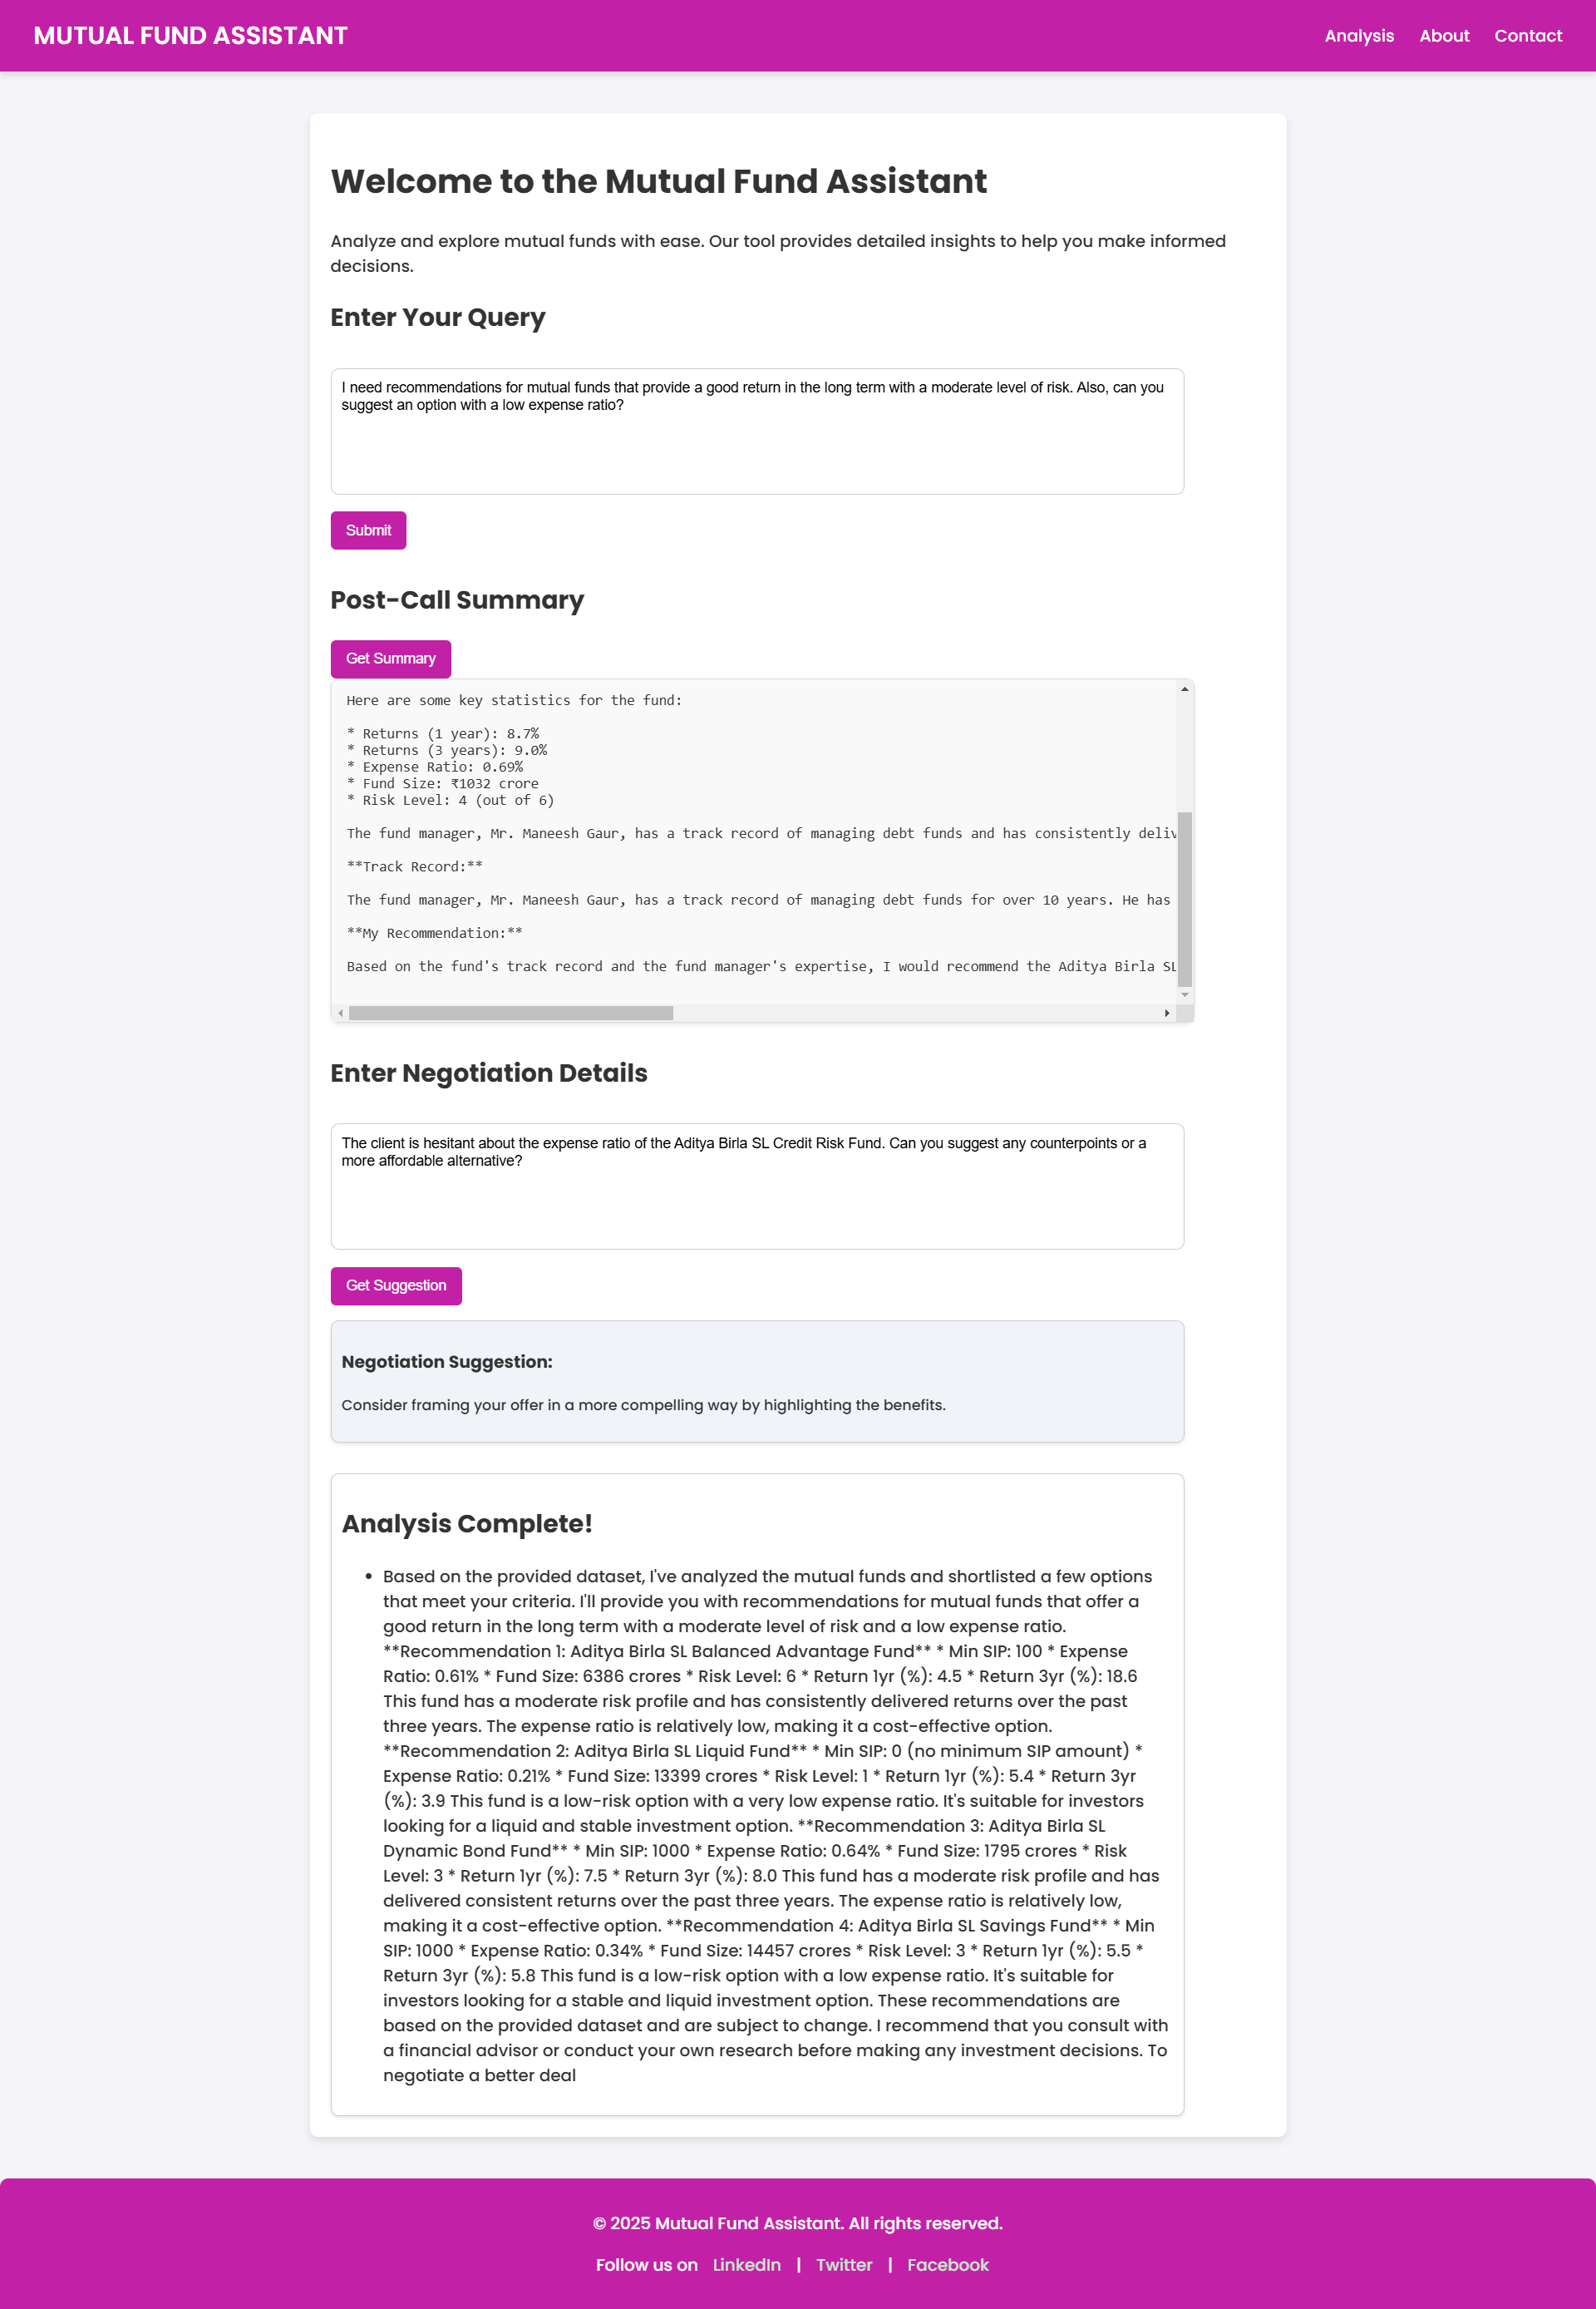 MUTUAL FUND ASSISTANT
Analysis About Contact
Welcome to the Mutual Fund Assistant
Analyze and explore mutual funds with ease. Our tool provides detailed insights to help you make informed
decisions.
Enter Your Query
I need recommendations for mutual funds that provide a good return in the long term with a moderate level of risk. Also, can you
suggest an option with a low expense ratio?
Submit
Post-Call Summary
Get Summary
Here are some key statistics for the fund:
* Returns (1 year): 8.7%
* Returns (3 years): 9.0%
* Expense Ratio: 0.69%
* Fund Size: ₹1032 crore
* Risk Level: 4 (out of 6)
The fund manager, Mr. Maneesh Gaur, has a track record of managing debt funds and has consistently deliv
**Track Record:**
The fund manager, Mr. Maneesh Gaur, has a track record of managing debt funds for over 10 years. He has
**My Recommendation:**
Based on the fund's track record and the fund manager's expertise, I would recommend the Aditya Birla SL
Enter Negotiation Details
The client is hesitant about the expense ratio of the Aditya Birla SL Credit Risk Fund. Can you suggest any counterpoints or a
more affordable alternative?
Get Suggestion
Negotiation Suggestion:
Consider framing your offer in a more compelling way by highlighting the benefits.
Analysis Complete!
• Based on the provided dataset, I've analyzed the mutual funds and shortlisted a few options
that meet your criteria. I'll provide you with recommendations for mutual funds that offer a
good return in the long term with a moderate level of risk and a low expense ratio.
**Recommendation 1: Aditya Birla SL Balanced Advantage Fund** * Min SIP: 100 * Expense
Ratio: 0.61% * Fund Size: 6386 crores * Risk Level: 6 * Return 1yr (%): 4.5 * Return 3yr (%): 18.6
This fund has a moderate risk profile and has consistently delivered returns over the past
three years. The expense ratio is relatively low, making it a cost-effective option.
**Recommendation 2: Aditya Birla SL Liquid Fund** * Min SIP: 0 (no minimum SIP amount) *
Expense Ratio: 0.21% * Fund Size: 13399 crores * Risk Level: 1 * Return 1yr (%): 5.4 * Return 3yr
(%): 3.9 This fund is a low-risk option with a very low expense ratio. It's suitable for investors
looking for a liquid and stable investment option. **Recommendation 3: Aditya Birla SL
Dynamic Bond Fund** * Min SIP: 1000 * Expense Ratio: 0.64% * Fund Size: 1795 crores * Risk
Level: 3 * Return 1yr (%): 7.5 * Return 3yr (%): 8.0 This fund has a moderate risk profile and has
delivered consistent returns over the past three years. The expense ratio is relatively low,
making it a cost-effective option. **Recommendation 4: Aditya Birla SL Savings Fund** * Min
SIP: 1000 * Expense Ratio: 0.34% * Fund Size: 14457 crores * Risk Level: 3 * Return 1yr (%): 5.5 *
Return 3yr (%): 5.8 This fund is a low-risk option with a low expense ratio. It's suitable for
investors looking for a stable and liquid investment option. These recommendations are
based on the provided dataset and are subject to change. I recommend that you consult with
a financial advisor or conduct your own research before making any investment decisions. To
negotiate a better deal
© 2025 Mutual Fund Assistant. All rights reserved.
Follow us on LinkedIn | Twitter | Facebook